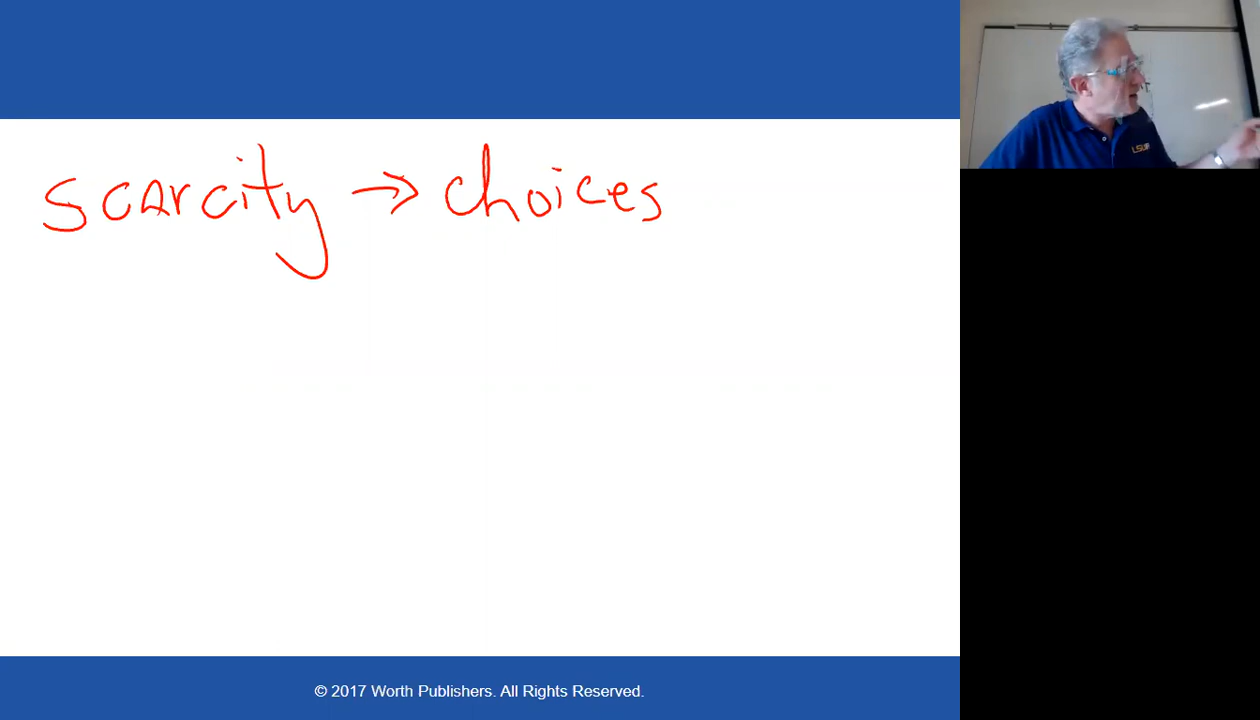 scarcity → choices
© 2017 Worth Publishers. All Rights Reserved.